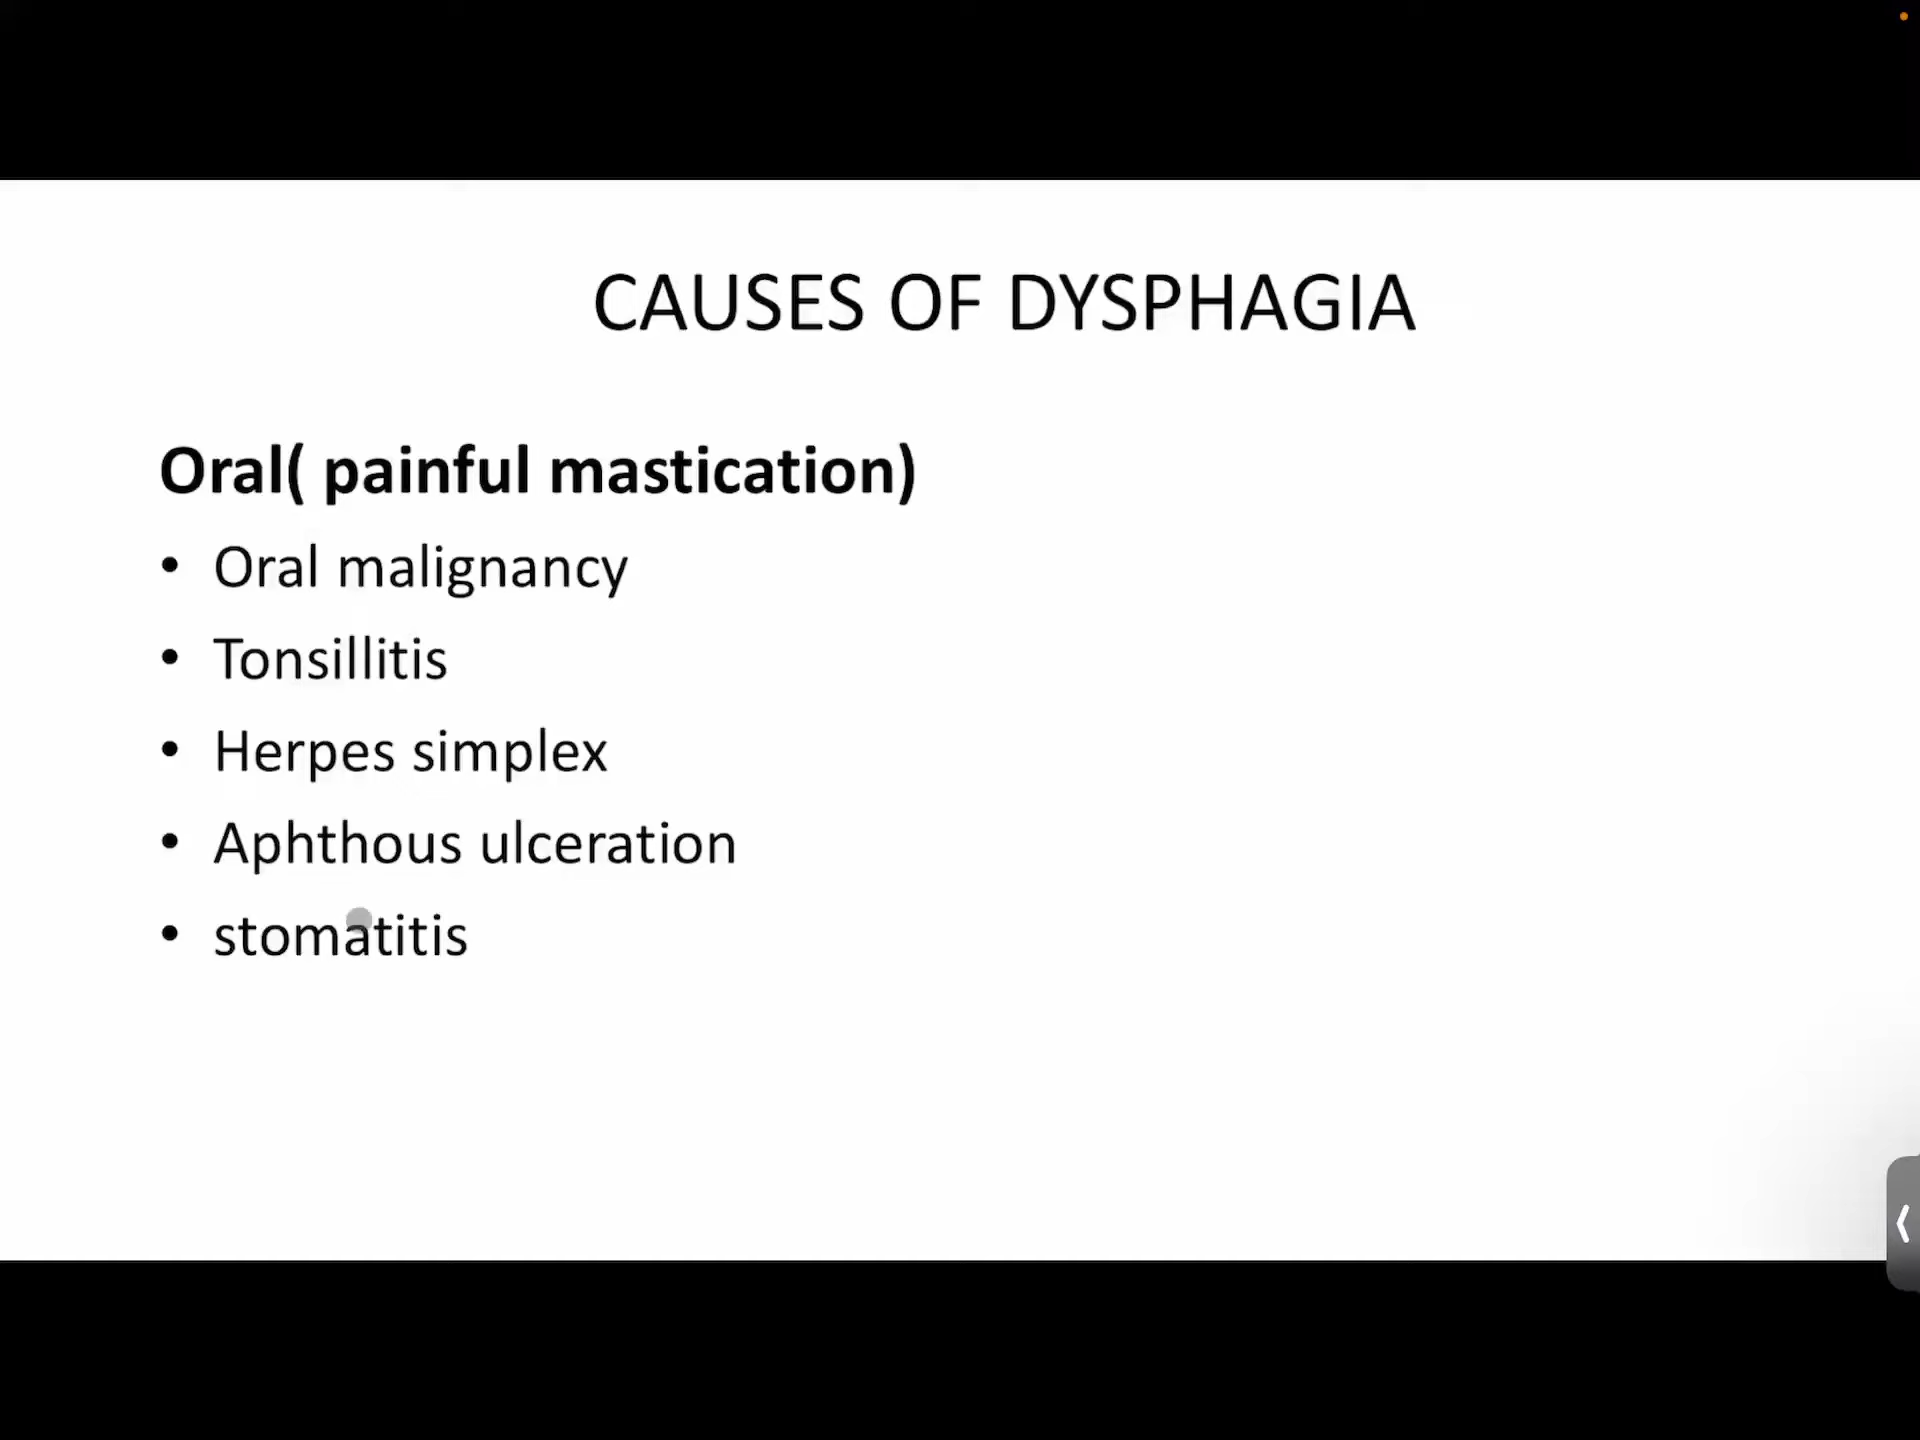 CAUSES OF DYSPHAGIA
Oral( painful mastication)
• Oral malignancy
• Tonsillitis
• Herpes simplex
• Aphthous ulceration
• stomatitis